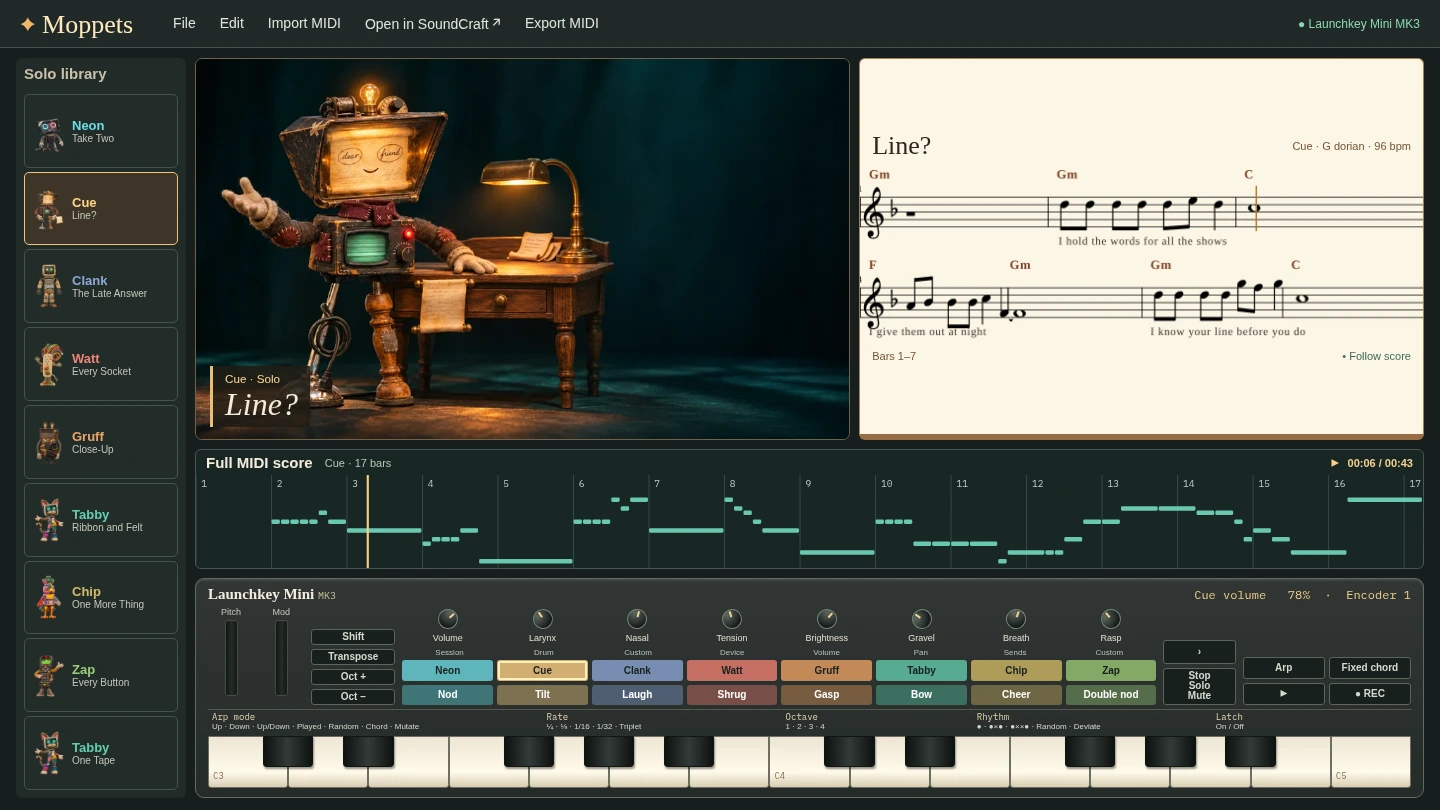 Moppets
File Edit Import MIDI Open in SoundCraft Export MIDI
● Launchkey Mini MK3
Solo library
Neon
Take Two
Cue
Line?
Clank
The Late Answer
Watt
Every Socket
Gruff
Close-Up
Tabby
Ribbon and Felt
Chip
One More Thing
Zap
Every Button
Tabby
One Tape
dear friend
Cue · Solo
Line?
Line?
Cue · G dorian · 96 bpm
Gm Gm C
I hold the words for all the shows
F Gm Gm C
I give them out at night I know your line before you do
Bars 1–7
• Follow score
Full MIDI score Cue · 17 bars
► 00:06 / 00:43
1 2 3 4 5 6 7 8 9 10 11 12 13 14 15 16 17
Launchkey Mini MK3
Cue volume 78% · Encoder 1
Pitch Mod
Shift
Transpose
Oct +
Oct −
Volume Larynx Nasal Tension Brightness Gravel Breath Rasp
Session Drum Custom Device Volume Pan Sends Custom
Neon Cue Clank Watt Gruff Tabby Chip Zap
Nod Tilt Laugh Shrug Gasp Bow Cheer Double nod
›
Stop
Solo
Mute
Arp Fixed chord
► ● REC
Arp mode Rate Octave Rhythm Latch
Up · Down · Up/Down · Played · Random · Chord · Mutate ¼ · ⅛ · 1/16 · 1/32 · Triplet 1 · 2 · 3 · 4 ● · ●×● · ●××● · Random · Deviate On / Off
C3 C4 C5